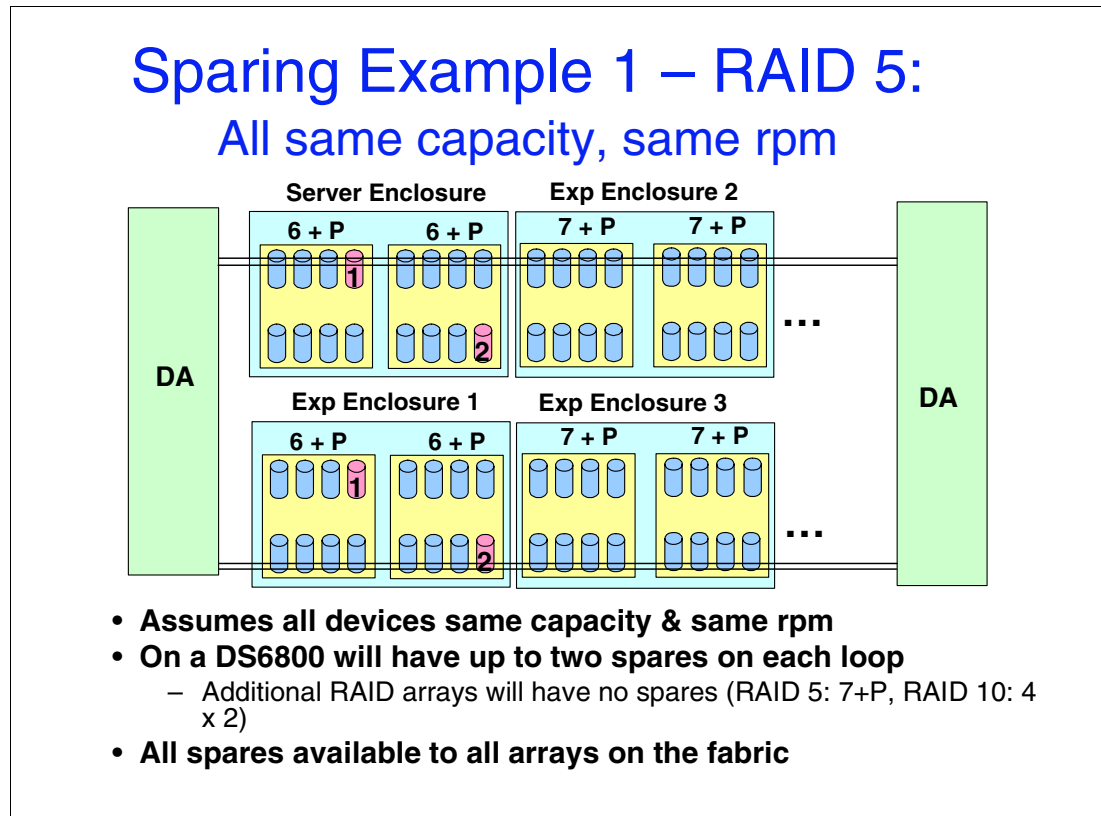 Sparing Example 1 – RAID 5:
All same capacity, same rpm
Server Enclosure
Exp Enclosure 2
6 + P
6 + P
7 + P
7 + P
1
2
...
DA
DA
Exp Enclosure 1
Exp Enclosure 3
6 + P
6 + P
7 + P
7 + P
1
2
...
• Assumes all devices same capacity & same rpm
• On a DS6800 will have up to two spares on each loop
– Additional RAID arrays will have no spares (RAID 5: 7+P, RAID 10: 4
x 2)
• All spares available to all arrays on the fabric